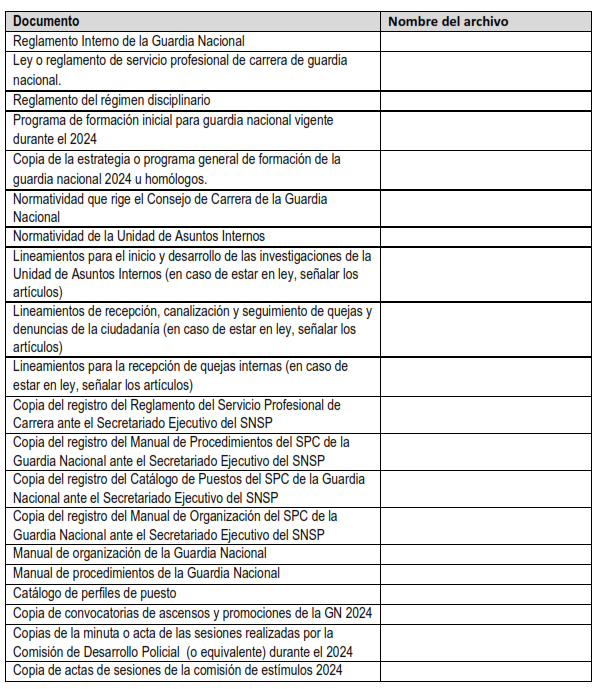 Documento
Nombre del archivo
Reglamento Interno de la Guardia Nacional
Ley o reglamento de servicio profesional de carrera de guardia
nacional.
Reglamento del régimen disciplinario
Programa de formación inicial para guardia nacional vigente
durante el 2024
Copia de la estrategia o programa general de formación de la
guardia nacional 2024 u homólogos.
Normatividad que rige el Consejo de Carrera de la Guardia
Nacional
Normatividad de la Unidad de Asuntos Internos
Lineamientos para el inicio y desarrollo de las investigaciones de la
Unidad de Asuntos Internos (en caso de estar en ley, señalar los
artículos)
Lineamientos de recepción, canalización y seguimiento de quejas y
denuncias de la ciudadanía (en caso de estar en ley, señalar los
artículos)
Lineamientos para la recepción de quejas internas (en caso de
estar en ley, señalar los artículos)
Copia del registro del Reglamento del Servicio Profesional de
Carrera ante el Secretariado Ejecutivo del SNSP
Copia del registro del Manual de Procedimientos del SPC de la
Guardia Nacional ante el Secretariado Ejecutivo del SNSP
Copia del registro del Catálogo de Puestos del SPC de la Guardia
Nacional ante el Secretariado Ejecutivo del SNSP
Copia del registro del Manual de Organización del SPC de la
Guardia Nacional ante el Secretariado Ejecutivo del SNSP
Manual de organización de la Guardia Nacional
Manual de procedimientos de la Guardia Nacional
Catálogo de perfiles de puesto
Copia de convocatorias de ascensos y promociones de la GN 2024
Copias de la minuta o acta de las sesiones realizadas por la
Comisión de Desarrollo Policial (o equivalente) durante el 2024
Copia de actas de sesiones de la comisión de estímulos 2024